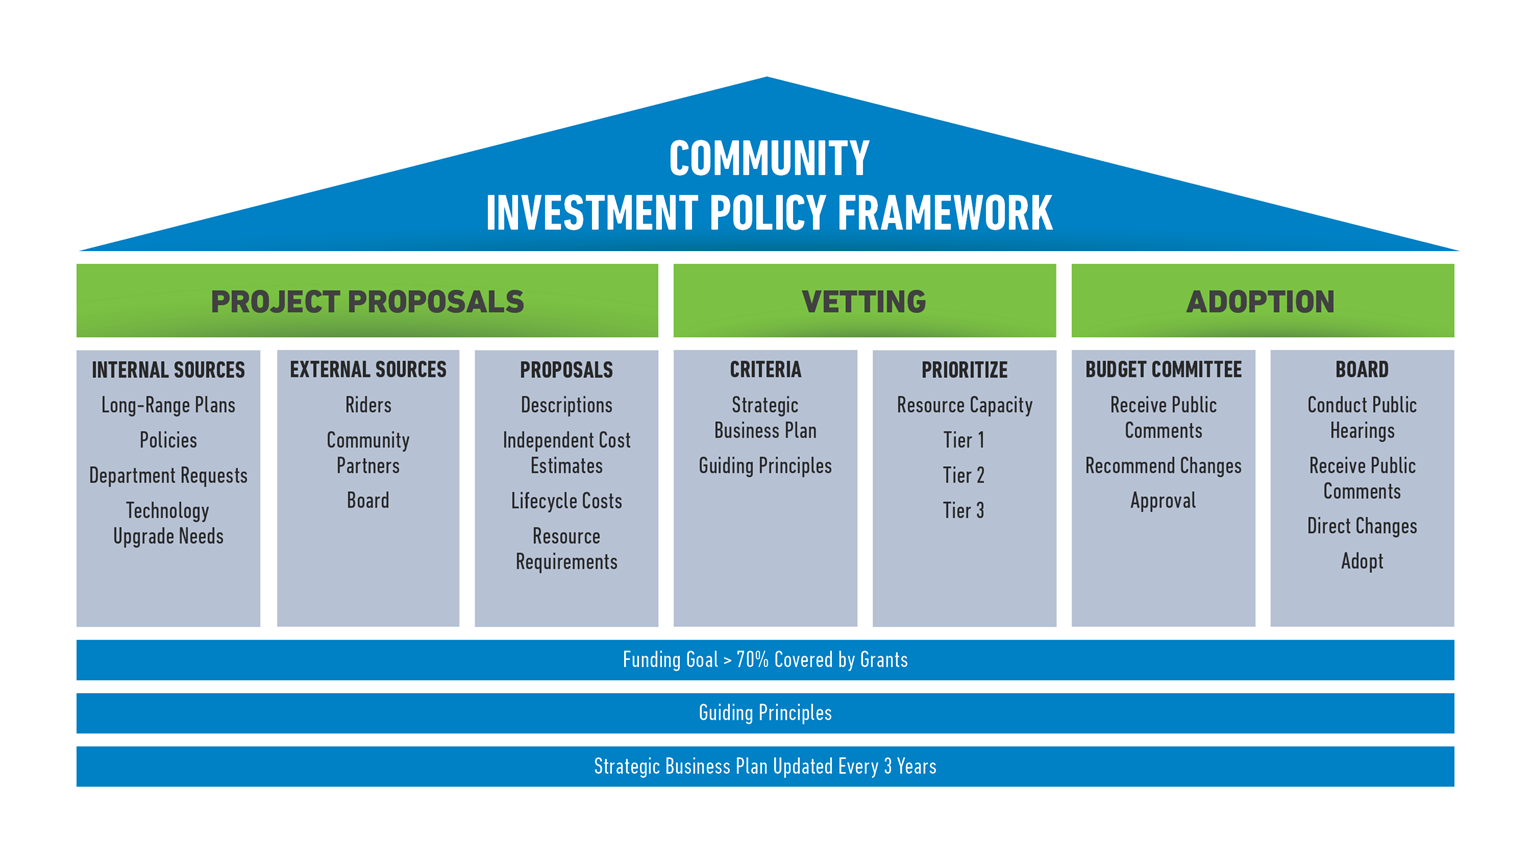 COMMUNITY
INVESTMENT POLICY FRAMEWORK
PROJECT PROPOSALS
INTERNAL SOURCES
Long-Range Plans
Policies
Department Requests
Technology
Upgrade Needs
EXTERNAL SOURCES
Riders
Community
Partners
Board
PROPOSALS
Descriptions
Independent Cost
Estimates
Lifecycle Costs
Resource
Requirements
VETTING
CRITERIA
Strategic
Business Plan
Guiding Principles
PRIORITIZE
Resource Capacity
Tier 1
Tier 2
Tier 3
ADOPTION
BUDGET COMMITTEE
Receive Public
Comments
Recommend Changes
Approval
BOARD
Conduct Public
Hearings
Receive Public
Comments
Direct Changes
Adopt
Funding Goal > 70% Covered by Grants
Guiding Principles
Strategic Business Plan Updated Every 3 Years